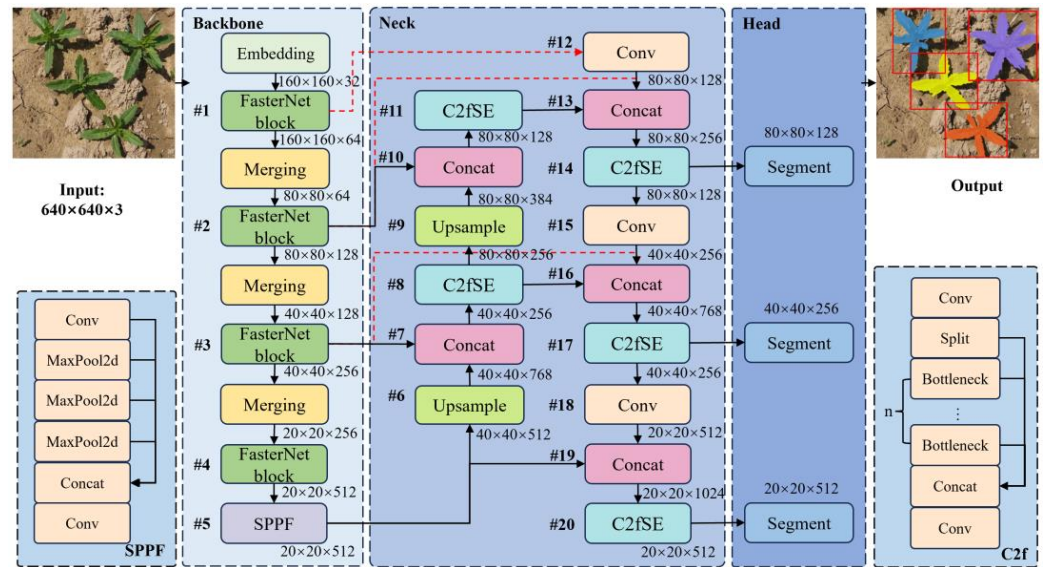 Input:
640×640×3
Conv
MaxPool2d
MaxPool2d
MaxPool2d
Concat
Conv
SPPF
Backbone
Embedding
160×160×32
#1
FasterNet
block
160×160×64
Merging
80×80×64
#2
FasterNet
block
80×80×128
Merging
40×40×128
#3
FasterNet
block
40×40×256
Merging
20×20×256
#4
FasterNet
block
20×20×512
#5
SPPF
20×20×512
Neck
#11
C2fSE
80×80×128
#10
Concat
80×80×384
#9
Upsample
80×80×256
#8
C2fSE
40×40×256
#7
Concat
40×40×768
#6
Upsample
40×40×512
#12
Conv
80×80×128
#13
Concat
80×80×256
#14
C2fSE
80×80×128
#15
Conv
40×40×256
#16
Concat
40×40×768
#17
C2fSE
40×40×256
#18
Conv
20×20×512
#19
Concat
20×20×1024
#20
C2fSE
20×20×512
Head
80×80×128
Segment
40×40×256
Segment
20×20×512
Segment
Output
Conv
Split
Bottleneck
n
⋮
Bottleneck
Concat
Conv
C2f